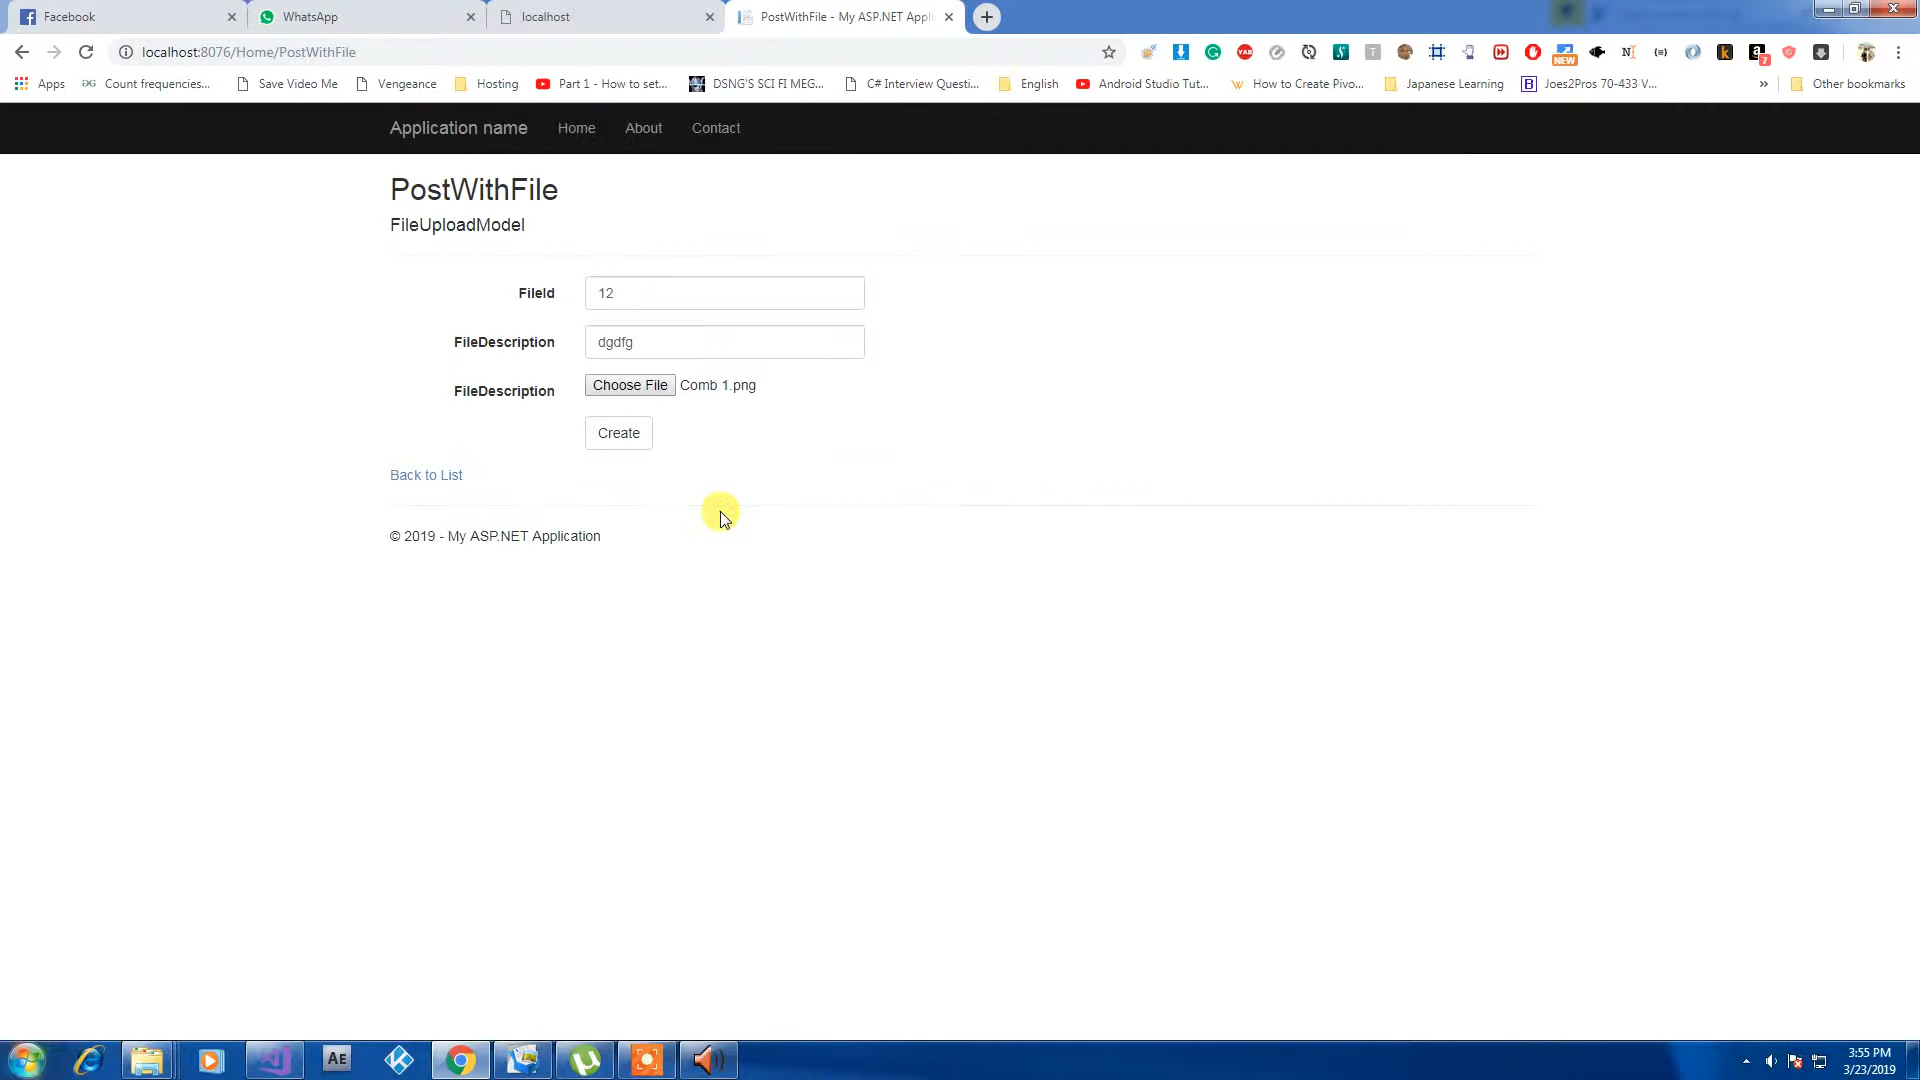 Facebook
WhatsApp
localhost
PostWithFile - My ASP.NET Appli
localhost:8076/Home/PostWithFile
NEW
7
Apps
Count frequencies...
Save Video Me
Vengeance
Hosting
Part 1 - How to set...
DSNG'S SCI FI MEG...
C# Interview Questi...
English
Android Studio Tut...
How to Create Pivo...
Japanese Learning
Joes2Pros 70-433 V...
»
Other bookmarks
Application name
Home
About
Contact
PostWithFile
FileUploadModel
FileId
12
FileDescription
dgdfg
FileDescription
Choose File
Comb 1.png
Create
Back to List
© 2019 - My ASP.NET Application
Ae
3:55 PM
3/23/2019